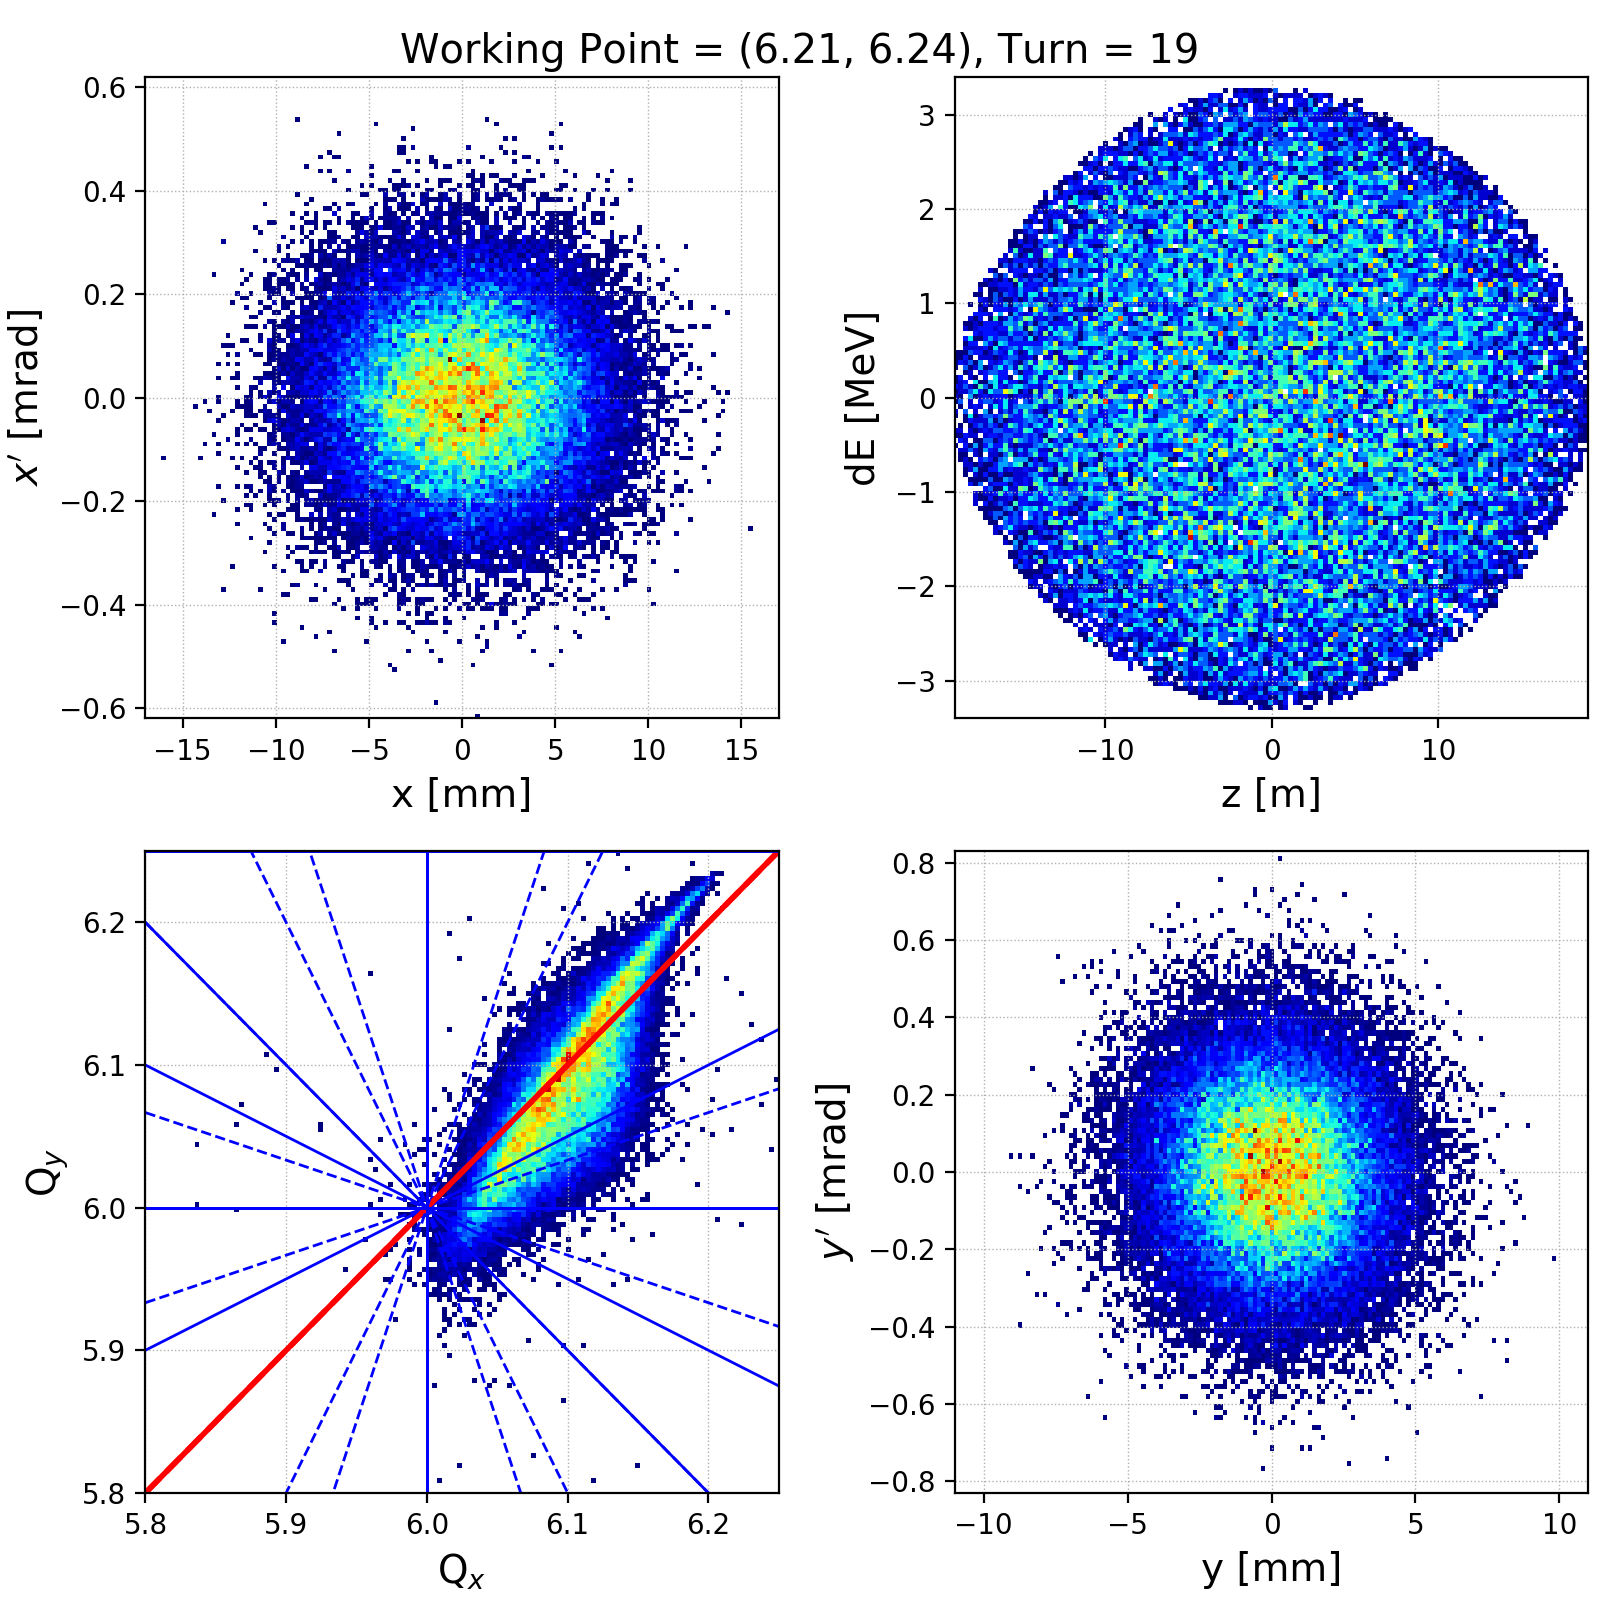 Working Point = (6.21, 6.24), Turn = 19
0.6
0.4
0.2
0.0
−0.2
−0.4
−0.6
x′ [mrad]
−15 −10 −5 0 5 10 15
x [mm]
3
2
1
0
−1
−2
−3
dE [MeV]
−10 0 10
z [m]
6.2
6.1
6.0
5.9
5.8
Qy
5.8 5.9 6.0 6.1 6.2
Qx
0.8
0.6
0.4
0.2
0.0
−0.2
−0.4
−0.6
−0.8
y′ [mrad]
−10 −5 0 5 10
y [mm]